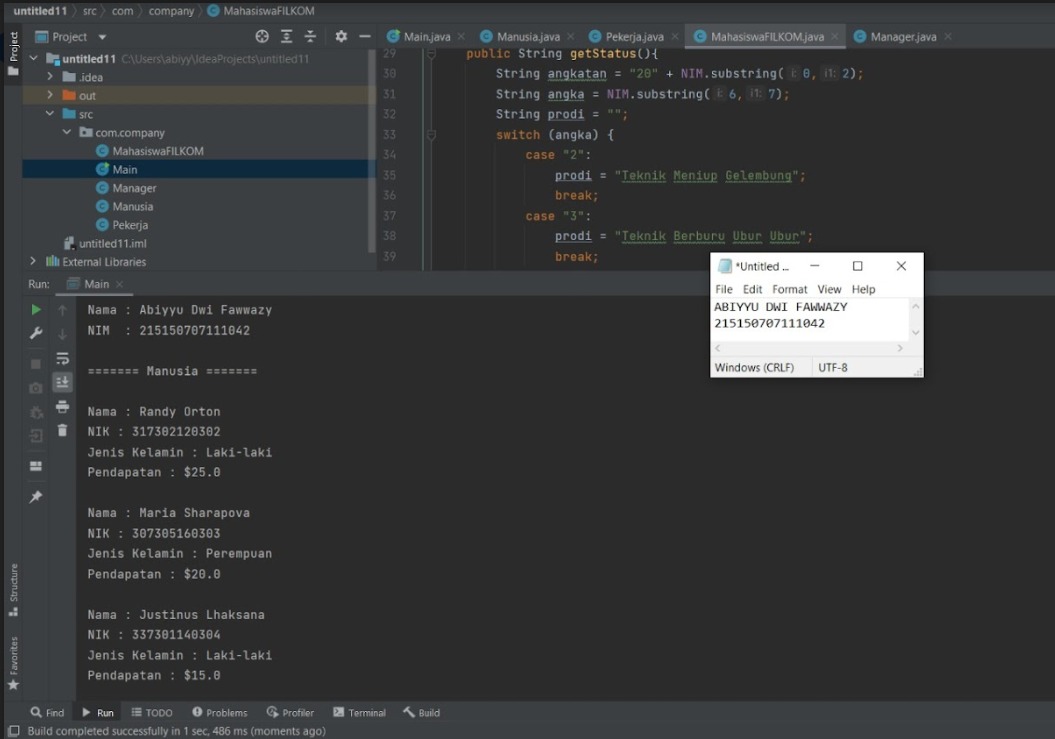 untitled11 > src > com > company > MahasiswaFILKOM
Project
Project
Main.java
Manusia.java
Pekerja.java
MahasiswaFILKOM.java
Manager.java
untitled11 C:\Users\abiyy\IdeaProjects\untitled11
.idea
out
src
com.company
MahasiswaFILKOM
Main
Manager
Manusia
Pekerja
untitled11.iml
External Libraries
29 public String getStatus(){
30 String angkatan = "20" + NIM.substring( i: 0, i1: 2);
31 String angka = NIM.substring( i: 6, i1: 7);
32 String prodi = "";
33 switch (angka) {
34 case "2":
35 prodi = "Teknik Meniup Gelembung";
36 break;
37 case "3":
38 prodi = "Teknik Berburu Ubur Ubur";
39 break;
*Untitled ...
File Edit Format View Help
ABIYYU DWI FAWWAZY
215150707111042
Windows (CRLF) UTF-8
Run: Main
Name : Abiyyu Dwi Fawwazy
NIM : 215150707111042
======= Manusia =======
Nama : Randy Orton
NIK : 317302120302
Jenis Kelamin : Laki-laki
Pendapatan : $25.0
Nama : Maria Sharapova
NIK : 307305160303
Jenis Kelamin : Perempuan
Pendapatan : $20.0
Nama : Justinus Lhaksana
NIK : 337301140304
Jenis Kelamin : Laki-laki
Pendapatan : $15.0
Structure
Favorites
Find Run TODO Problems Profiler Terminal Build
Build completed successfully in 1 sec, 486 ms (moments ago)